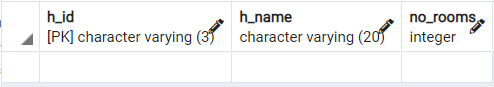 h_id
[PK] character varying (3)
h_name
character varying (20)
no_rooms
integer